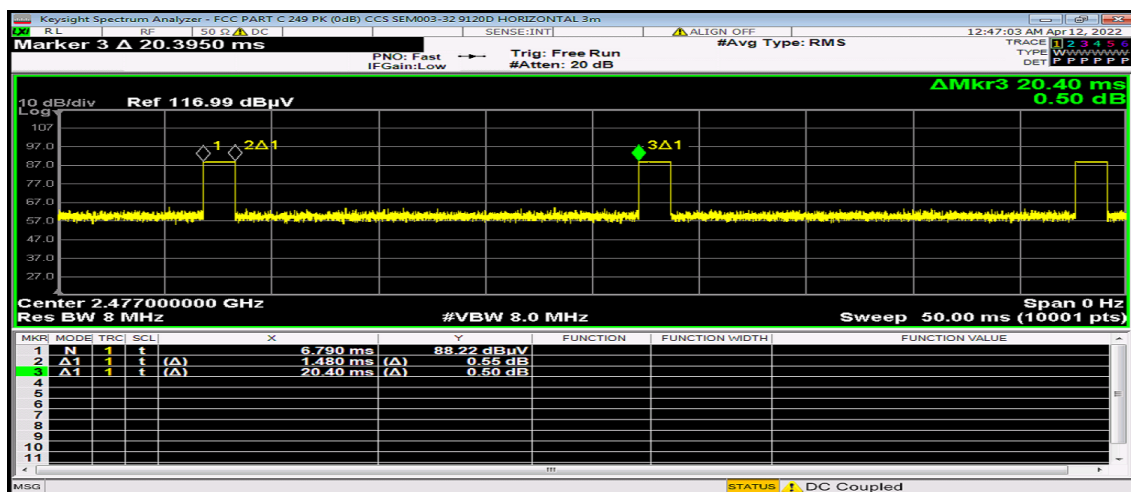 Keysight Spectrum Analyzer - FCC PART C 249 PK (0dB) CCS SEM003-32 9120D HORIZONTAL 3m
LXI RL RF 50 Ω DC SENSE:INT ALIGN OFF 12:47:03 AM Apr 12, 2022
Marker 3 Δ 20.3950 ms
PNO: Fast
IFGain:Low
Trig: Free Run
#Atten: 20 dB
#Avg Type: RMS
TRACE 1 2 3 4 5 6
TYPE WWWWWW
DET P P P P P P
ΔMkr3 20.40 ms
0.50 dB
10 dB/div Ref 116.99 dBµV
Log
107
97.0
87.0
77.0
67.0
57.0
47.0
37.0
27.0
1 2Δ1 3Δ1
Center 2.477000000 GHz Span 0 Hz
Res BW 8 MHz #VBW 8.0 MHz Sweep 50.00 ms (10001 pts)
MKR MODE TRC SCL X Y FUNCTION FUNCTION WIDTH FUNCTION VALUE
1 N 1 t 6.790 ms 88.22 dBµV
2 Δ1 1 t (Δ) 1.480 ms (Δ) 0.55 dB
3 Δ1 1 t (Δ) 20.40 ms (Δ) 0.50 dB
4
5
6
7
8
9
10
11
MSG STATUS DC Coupled